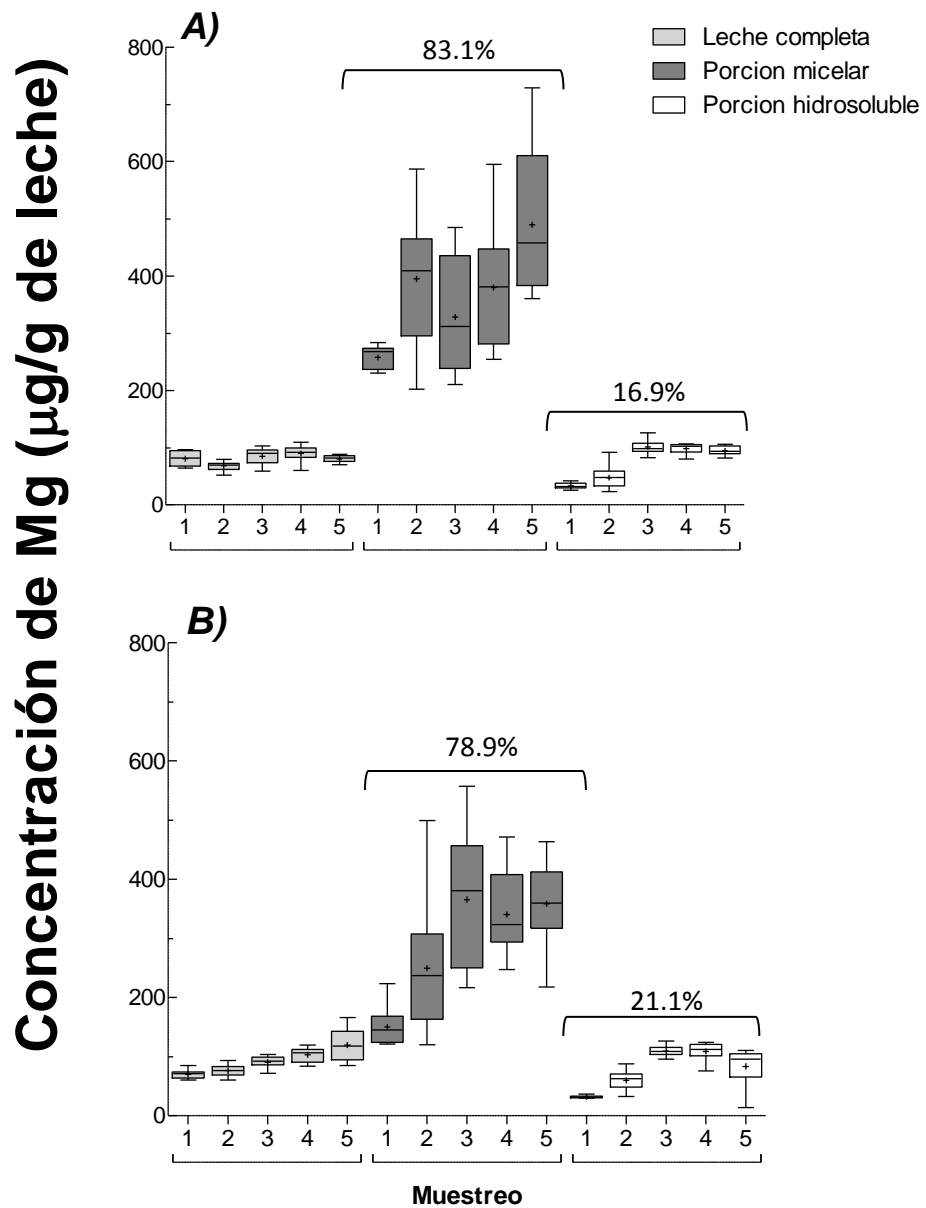 Concentración de Mg (µg/g de leche)
A)
Leche completa
Porcion micelar
Porcion hidrosoluble
83.1%
16.9%
800
600
400
200
0
1 2 3 4 5 1 2 3 4 5 1 2 3 4 5
B)
78.9%
21.1%
800
600
400
200
0
1 2 3 4 5 1 2 3 4 5 1 2 3 4 5
Muestreo